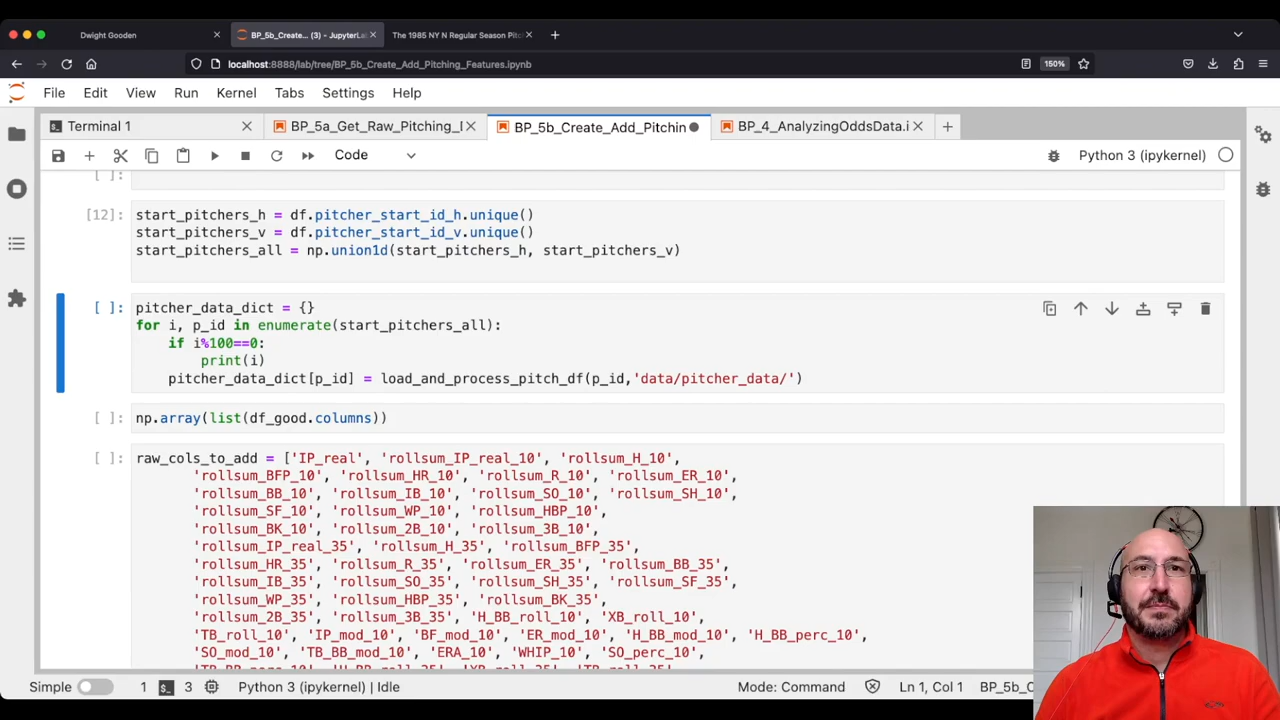 Dwight Gooden
BP_5b_Create... (3) - JupyterLa
The 1985 NY N Regular Season Pitc
localhost:8888/lab/tree/BP_5b_Create_Add_Pitching_Features.ipynb
150%
File Edit View Run Kernel Tabs Settings Help
Terminal 1
BP_5a_Get_Raw_Pitching_I
BP_5b_Create_Add_Pitchin
BP_4_AnalyzingOddsData.i
Code
Python 3 (ipykernel)
[ ]:
[12]:
start_pitchers_h = df.pitcher_start_id_h.unique()
start_pitchers_v = df.pitcher_start_id_v.unique()
start_pitchers_all = np.union1d(start_pitchers_h, start_pitchers_v)
[ ]:
pitcher_data_dict = {}
for i, p_id in enumerate(start_pitchers_all):
if i%100==0:
print(i)
pitcher_data_dict[p_id] = load_and_process_pitch_df(p_id,'data/pitcher_data/')
[ ]:
np.array(list(df_good.columns))
[ ]:
raw_cols_to_add = ['IP_real', 'rollsum_IP_real_10', 'rollsum_H_10',
'rollsum_BFP_10', 'rollsum_HR_10', 'rollsum_R_10', 'rollsum_ER_10',
'rollsum_BB_10', 'rollsum_IB_10', 'rollsum_SO_10', 'rollsum_SH_10',
'rollsum_SF_10', 'rollsum_WP_10', 'rollsum_HBP_10',
'rollsum_BK_10', 'rollsum_2B_10', 'rollsum_3B_10',
'rollsum_IP_real_35', 'rollsum_H_35', 'rollsum_BFP_35',
'rollsum_HR_35', 'rollsum_R_35', 'rollsum_ER_35', 'rollsum_BB_35',
'rollsum_IB_35', 'rollsum_SO_35', 'rollsum_SH_35', 'rollsum_SF_35',
'rollsum_WP_35', 'rollsum_HBP_35', 'rollsum_BK_35',
'rollsum_2B_35', 'rollsum_3B_35', 'H_BB_roll_10', 'XB_roll_10',
'TB_roll_10', 'IP_mod_10', 'BF_mod_10', 'ER_mod_10', 'H_BB_mod_10', 'H_BB_perc_10',
'SO_mod_10', 'TB_BB_mod_10', 'ERA_10', 'WHIP_10', 'SO_perc_10',
'TB_BB_perc_10', 'H_BB_roll_35', 'XB_roll_35', 'TB_roll_35',
Simple 1 3 Python 3 (ipykernel) | Idle
Mode: Command
Ln 1, Col 1
BP_5b_C